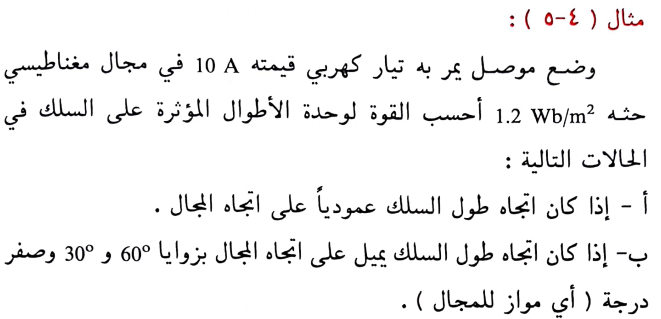 مثال ( ٤-٥ ) :
وضع موصل يمر به تيار كهربي قيمته 10 A في مجال مغناطيسي
حثه 1.2 Wb/m² أحسب القوة لوحدة الأطوال المؤثرة على السلك في
الحالات التالية :
أ - إذا كان اتجاه طول السلك عمودياً على اتجاه المجال .
ب- إذا كان اتجاه طول السلك يميل على اتجاه المجال بزوايا 60° و 30° وصفر
درجة ( أي مواز للمجال ) .